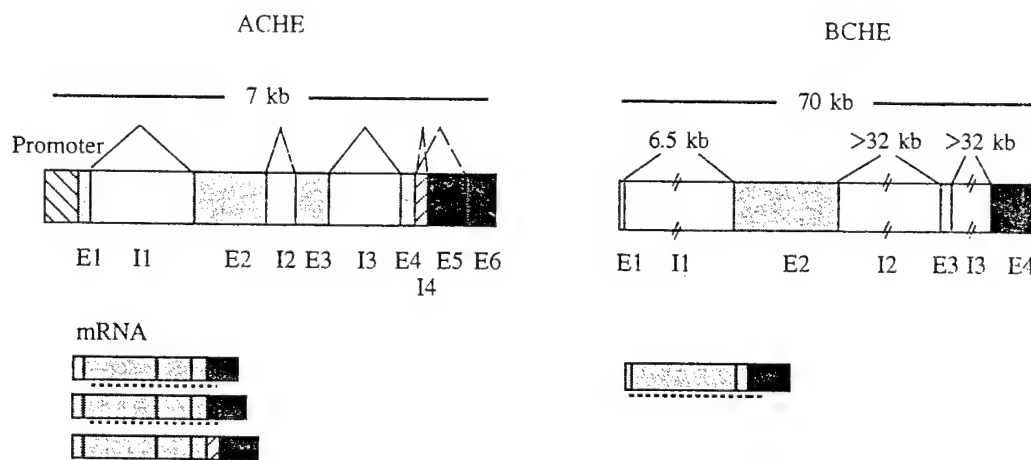 ACHE
BCHE
7 kb
70 kb
Promoter
6.5 kb
>32 kb
>32 kb
E1 I1 E2 I2 E3 I3 E4 I4 E5 E6
E1 I1 E2 I2 E3 I3 E4
mRNA